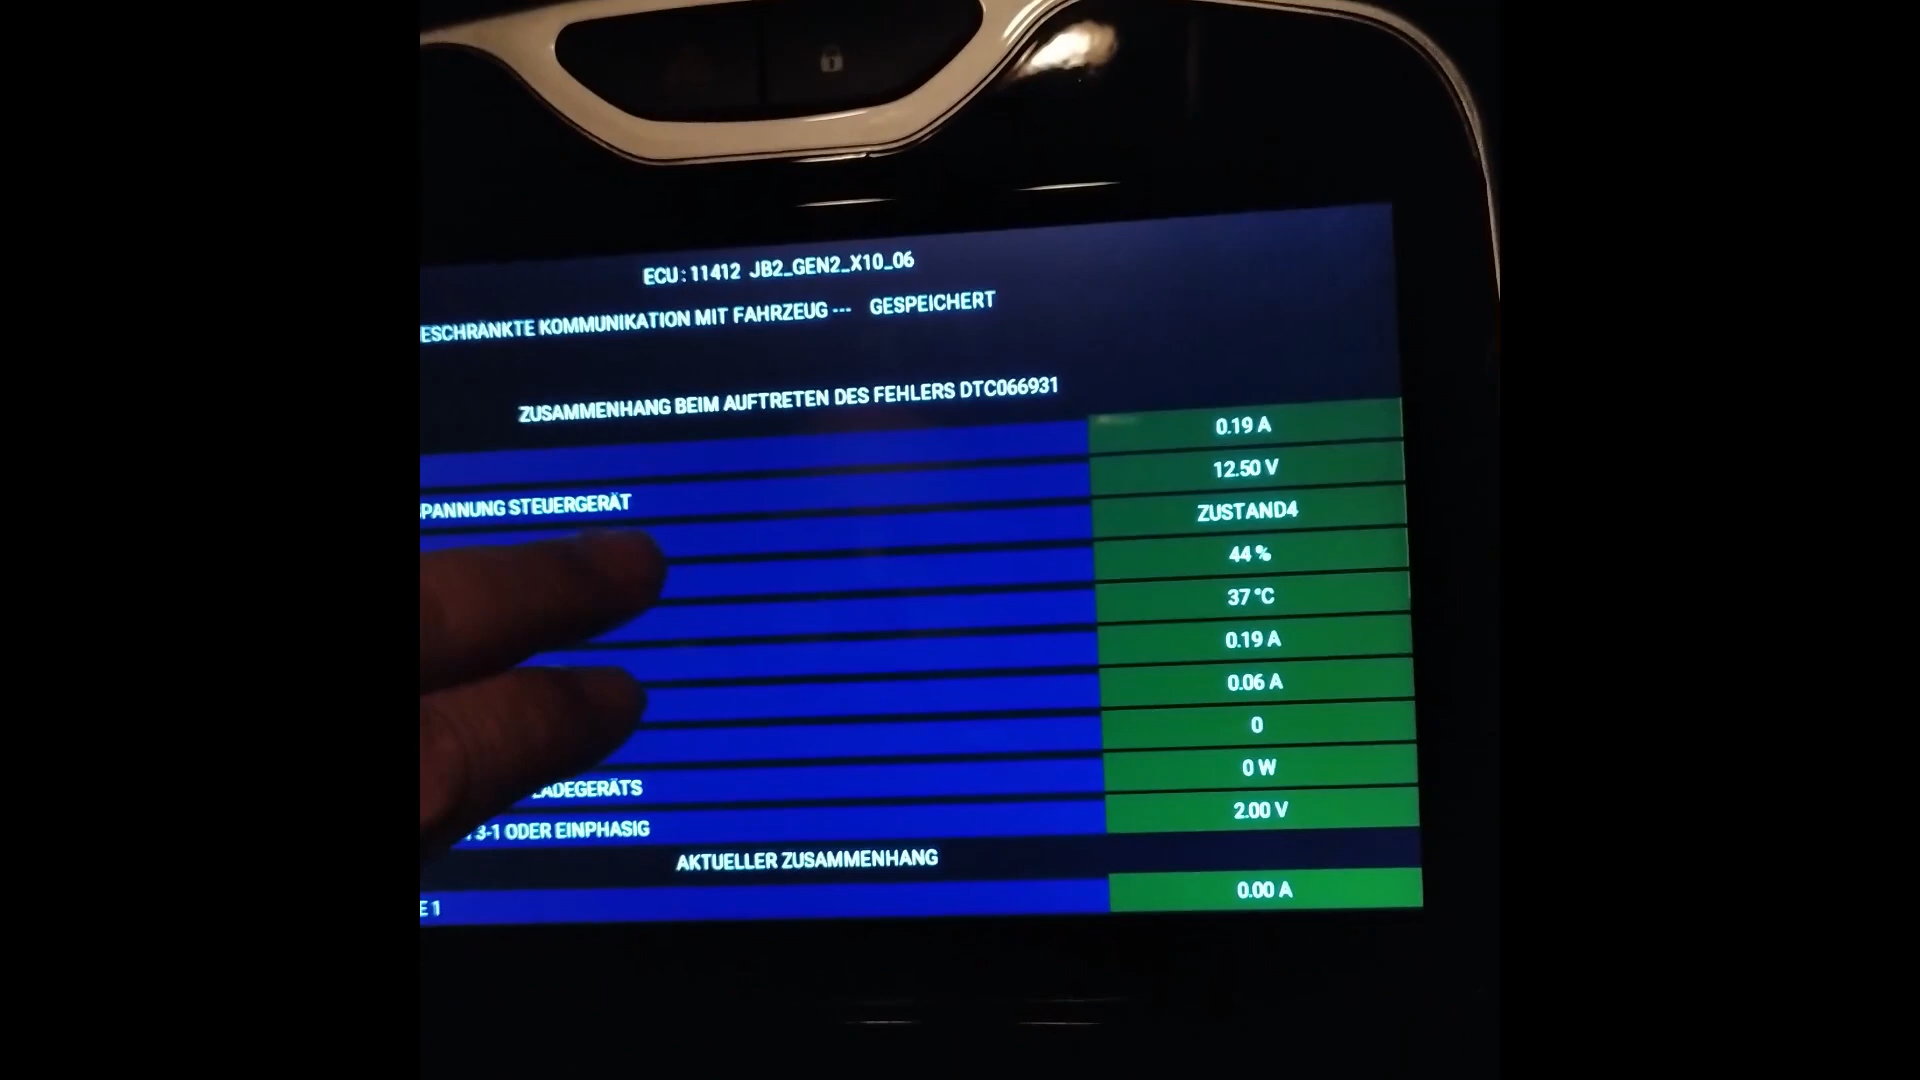 ECU: 11412 JB2_GEN2_X10_06
ESCHRÄNKTE KOMMUNIKATION MIT FAHRZEUG --- GESPEICHERT
ZUSAMMENHANG BEIM AUFTRETEN DES FEHLERS DTC066931
0.19 A
PANNUNG STEUERGERÄT 12.50 V
ZUSTAND4
44 %
37 °C
0.19 A
0.06 A
0
LADEGERÄTS 0 W
3-1 ODER EINPHASIG 2.00 V
AKTUELLER ZUSAMMENHANG
E 1 0.00 A